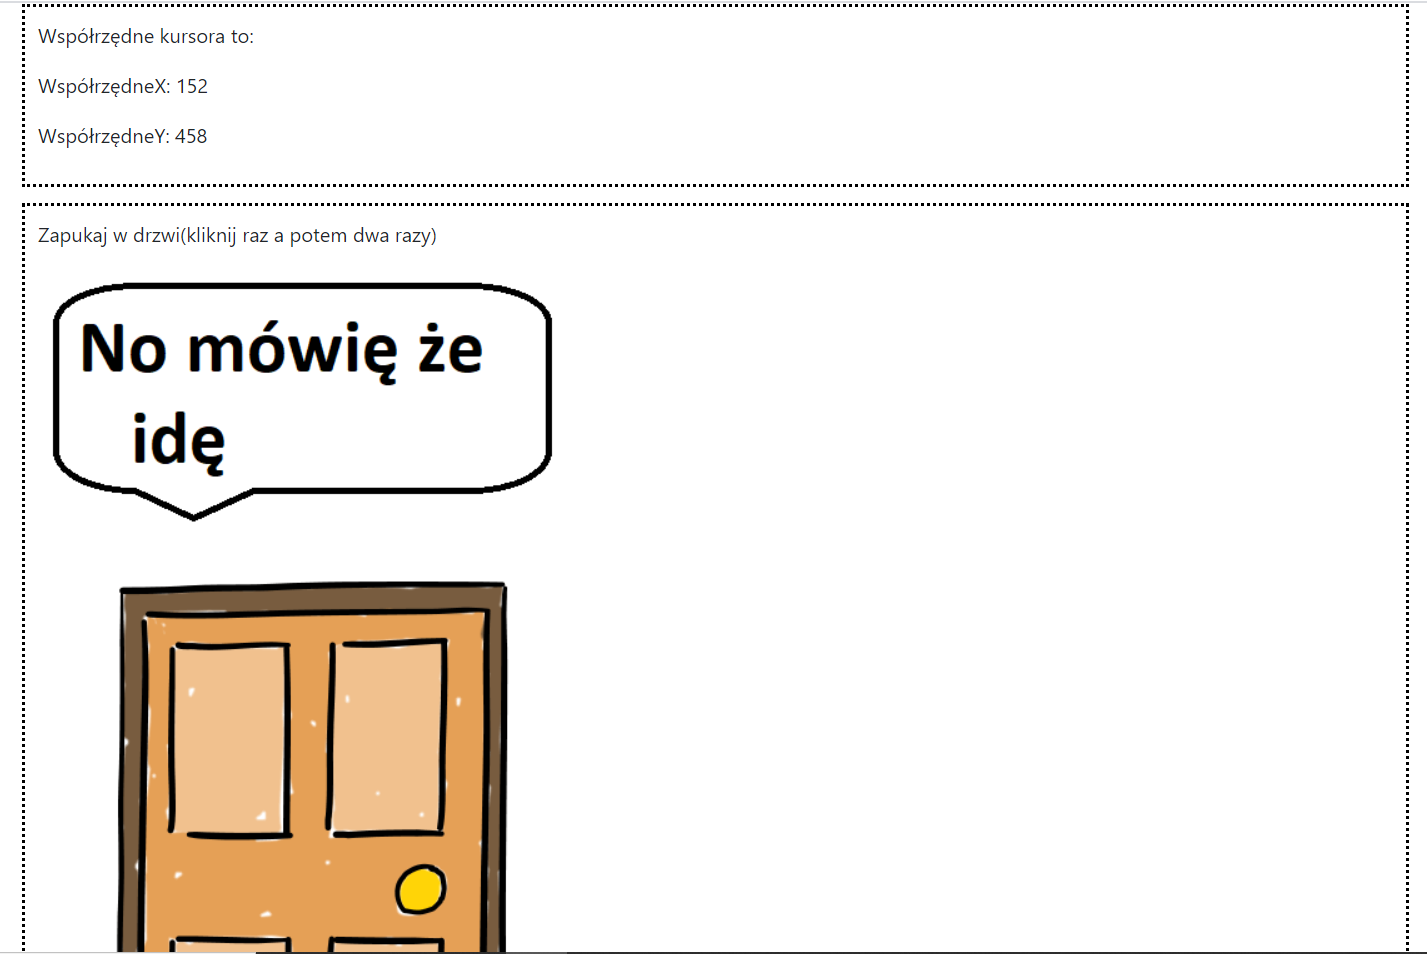 Współrzędne kursora to:
WspółrzędneX: 152
WspółrzędneY: 458
Zapukaj w drzwi(kliknij raz a potem dwa razy)
No mówię że
idę